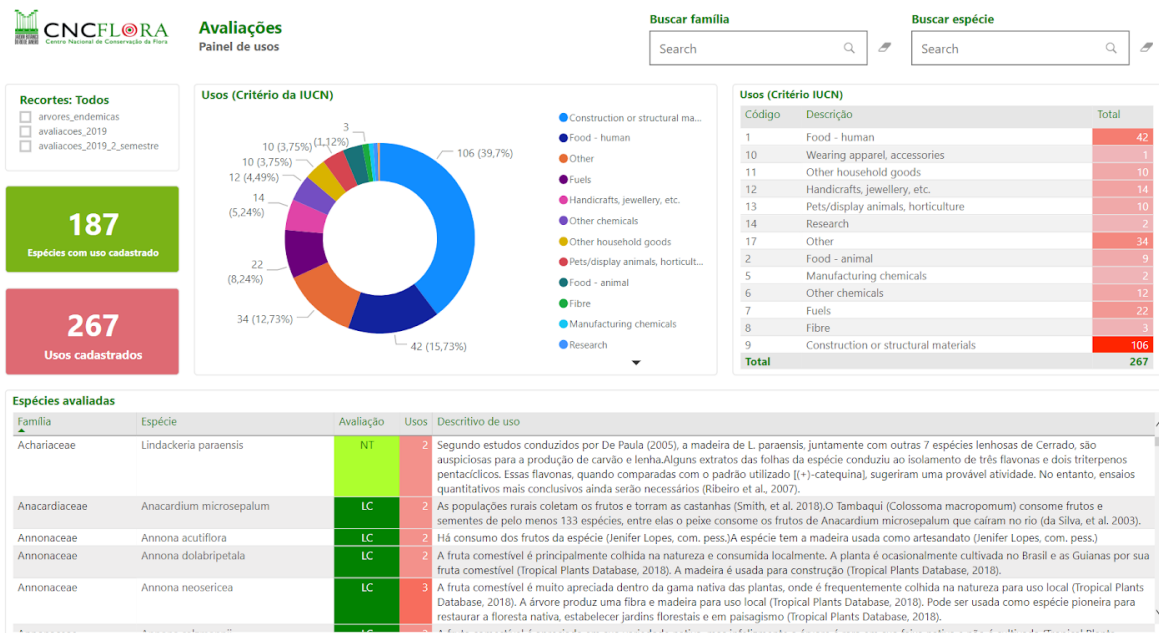 CNCFLORA
Centro Nacional de Conservação da Flora
Avaliações
Painel de usos
Buscar família
Search
Buscar espécie
Search
Recortes: Todos
arvores_endemicas
avaliacoes_2019
avaliacoes_2019_2_semestre
187
Espécies com uso cadastrado
267
Usos cadastrados
Usos (Critério da IUCN)
3
(1,12%)
10 (3,75%)
10 (3,75%)
12 (4,49%)
14
(5,24%)
22
(8,24%)
34 (12,73%)
42 (15,73%)
106 (39,7%)
Construction or structural ma...
Food - human
Other
Fuels
Handicrafts, jewellery, etc.
Other chemicals
Other household goods
Pets/display animals, horticult...
Food - animal
Fibre
Manufacturing chemicals
Research
Usos (Critério IUCN)
Código Descrição Total
1 Food - human 42
10 Wearing apparel, accessories 1
11 Other household goods 10
12 Handicrafts, jewellery, etc. 14
13 Pets/display animals, horticulture 10
14 Research 2
17 Other 34
2 Food - animal 9
5 Manufacturing chemicals 2
6 Other chemicals 12
7 Fuels 22
8 Fibre 3
9 Construction or structural materials 106
Total 267
Espécies avaliadas
Família Espécie Avaliação Usos Descritivo de uso
Achariaceae Lindackeria paraensis NT 2 Segundo estudos conduzidos por De Paula (2005), a madeira de L. paraensis, juntamente com outras 7 espécies lenhosas de Cerrado, são
auspiciosas para a produção de carvão e lenha.Alguns extratos das folhas da espécie conduziu ao isolamento de três flavonas e dois triterpenos
pentacíclicos. Essas flavonas, quando comparadas com o padrão utilizado [(+)-catequina], sugeriram uma provável atividade. No entanto, ensaios
quantitativos mais conclusivos ainda serão necessários (Ribeiro et al., 2007).
Anacardiaceae Anacardium microsepalum LC 2 As populações rurais coletam os frutos e torram as castanhas (Smith, et al. 2018).O Tambaqui (Colossoma macropomum) consome frutos e
sementes de pelo menos 133 espécies, entre elas o peixe consome os frutos de Anacardium microsepalum que caíram no rio (da Silva, et al. 2003).
Annonaceae Annona acutiflora LC 2 Há consumo dos frutos da espécie (Jenifer Lopes, com. pess.)A espécie tem a madeira usada como artesandato (Jenifer Lopes, com. pess.)
Annonaceae Annona dolabripetala LC 2 A fruta comestível é principalmente colhida na natureza e consumida localmente. A planta é ocasionalmente cultivada no Brasil e as Guianas por sua
fruta comestível (Tropical Plants Database, 2018). A madeira é usada para construção (Tropical Plants Database, 2018).
Annonaceae Annona neosericea LC 3 A fruta comestível é muito apreciada dentro da gama nativa das plantas, onde é frequentemente colhida na natureza para uso local (Tropical Plants
Database, 2018). A árvore produz uma fibra e madeira para uso local (Tropical Plants Database, 2018). Pode ser usada como espécie pioneira para
restaurar a floresta nativa, estabelecer jardins florestais e em paisagismo (Tropical Plants Database, 2018).